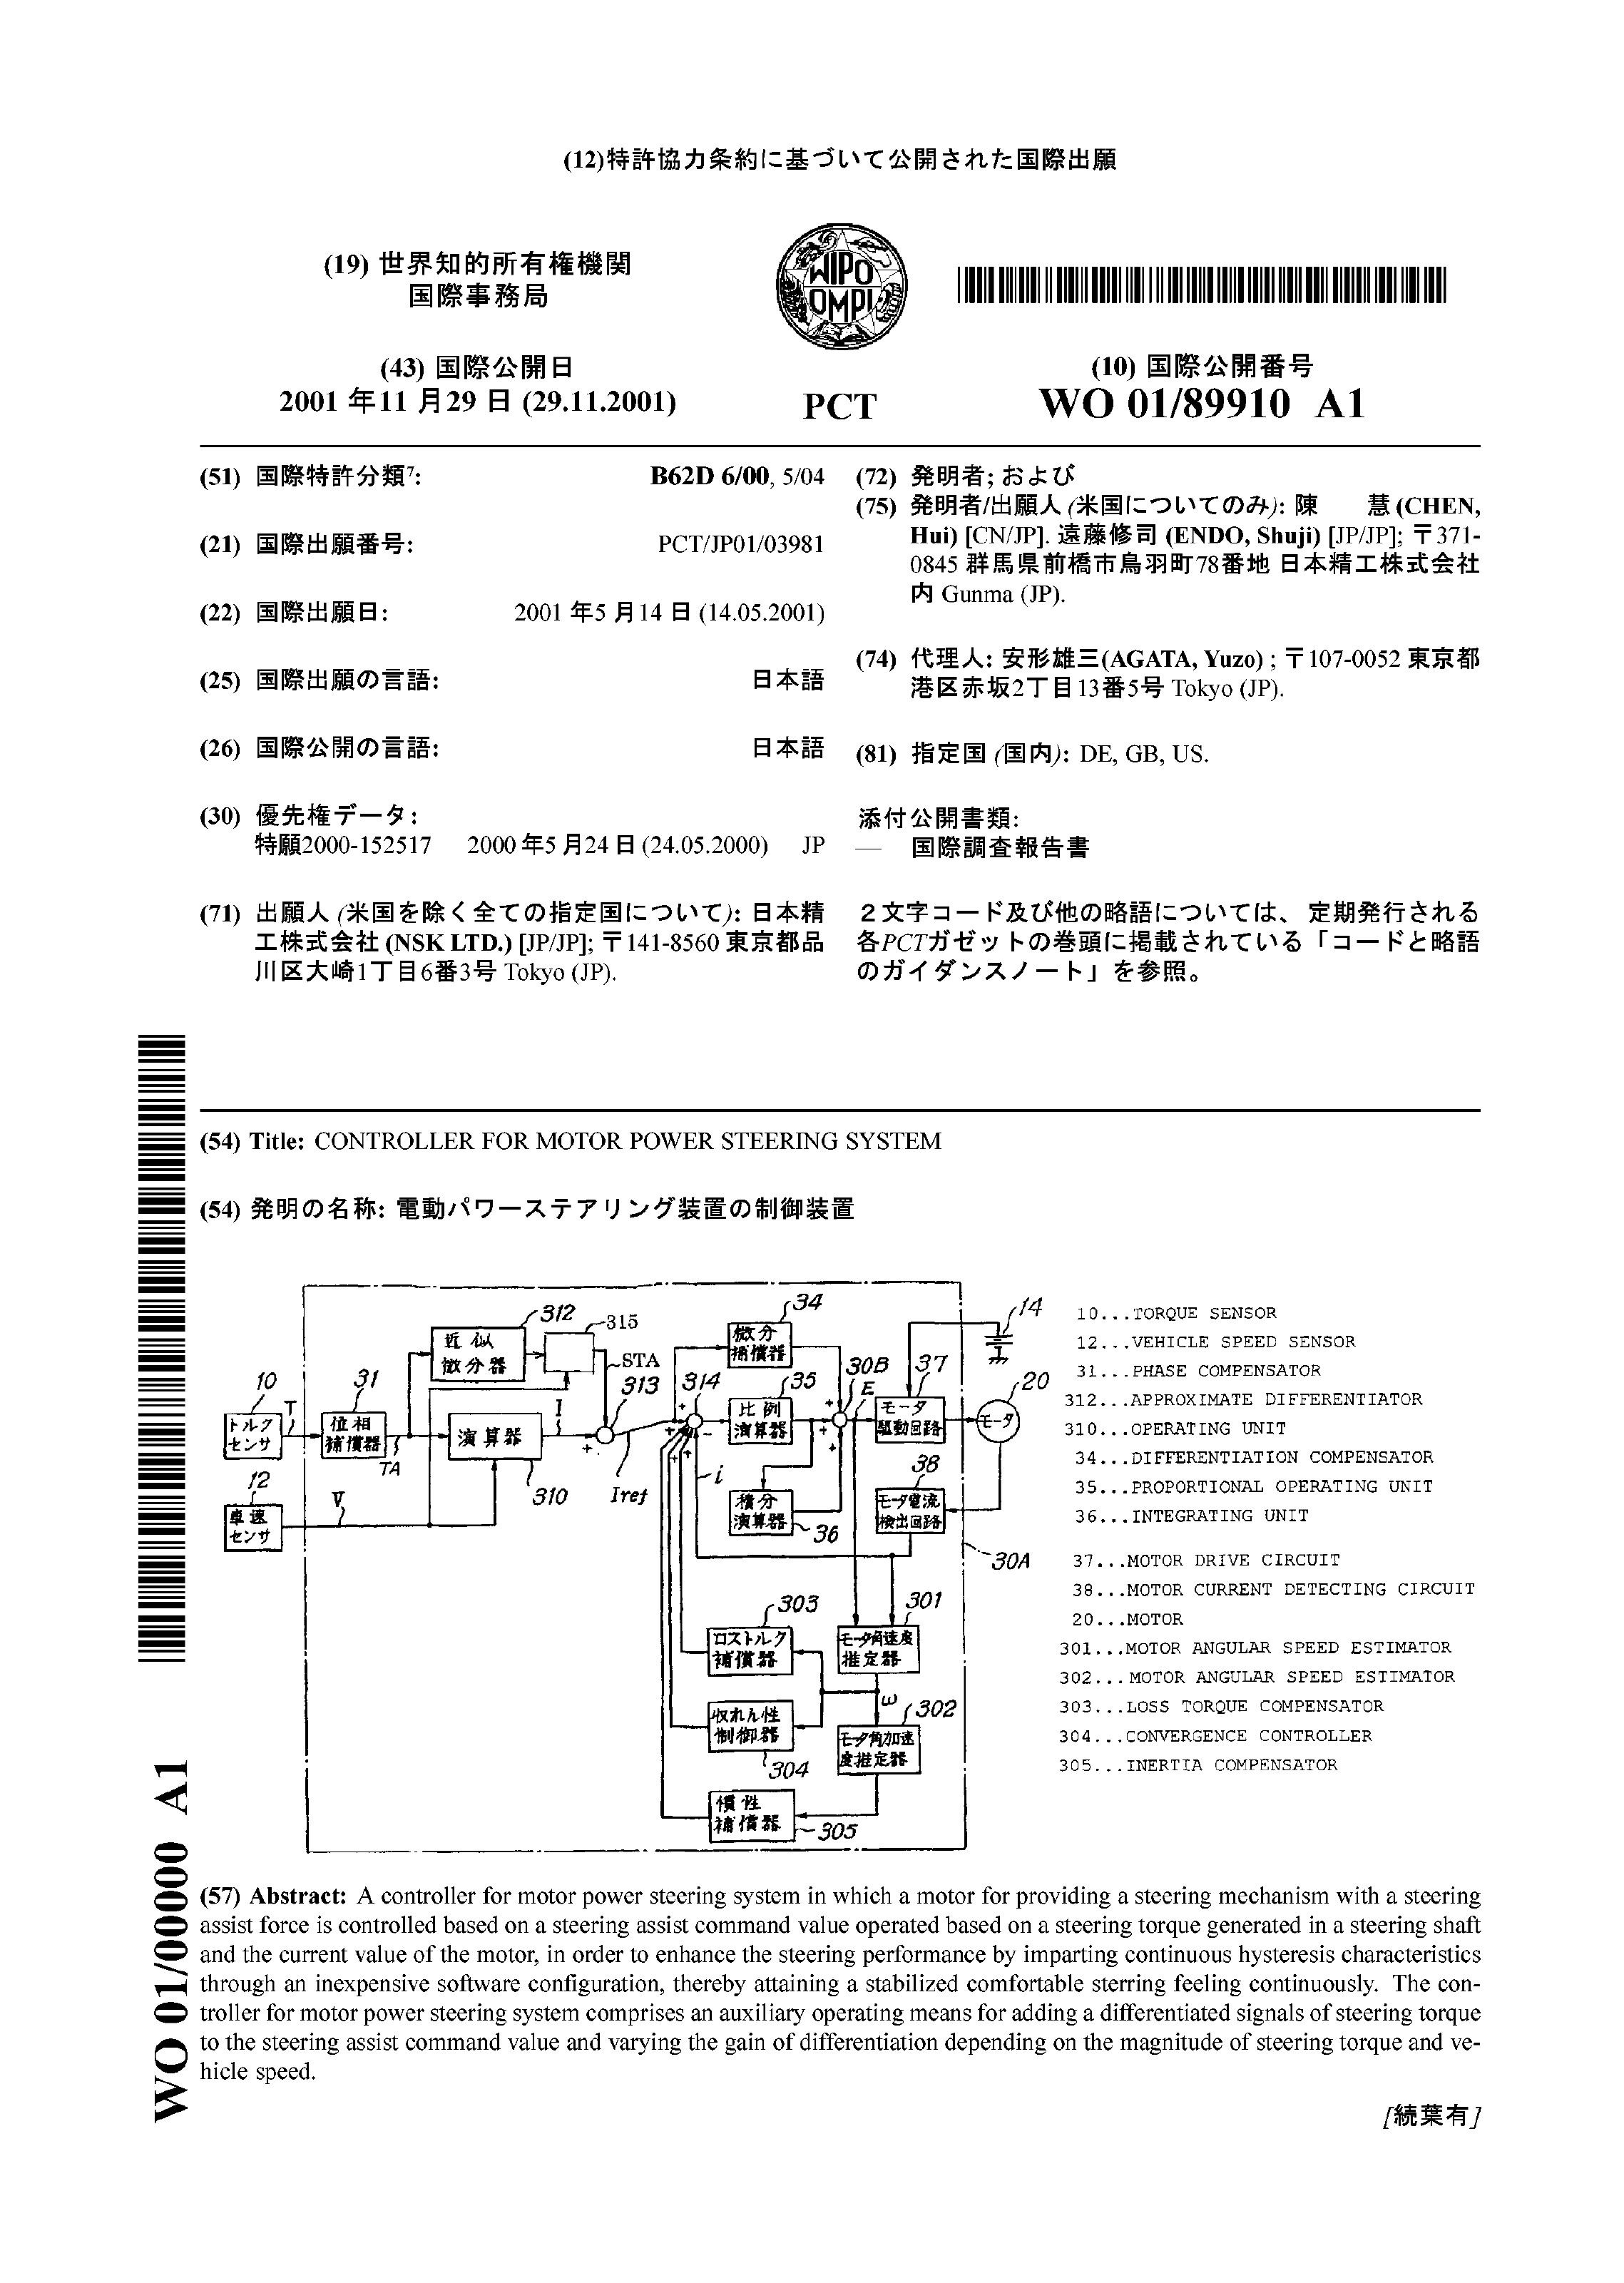 (12)特許協力条約に基づいて公開された国際出願
(19) 世界知的所有権機関
国際事務局
WIPO
OMPI
(43) 国際公開日
2001 年11 月29 日 (29.11.2001)
PCT
(10) 国際公開番号
WO 01/89910 A1
(51) 国際特許分類7: B62D 6/00, 5/04
(21) 国際出願番号: PCT/JP01/03981
(22) 国際出願日: 2001 年5 月14 日 (14.05.2001)
(25) 国際出願の言語: 日本語
(26) 国際公開の言語: 日本語
(30) 優先権データ:
特願2000-152517 2000年5月24日 (24.05.2000) JP
(71) 出願人 (米国を除く全ての指定国について): 日本精
工株式会社 (NSK LTD.) [JP/JP]; 〒141-8560 東京都品
川区大崎1丁目6番3号 Tokyo (JP).
(72) 発明者; および
(75) 発明者/出願人 (米国についてのみ): 陳 慧 (CHEN,
Hui) [CN/JP]. 遠藤修司 (ENDO, Shuji) [JP/JP]; 〒371-
0845 群馬県前橋市鳥羽町78番地 日本精工株式会社
内 Gunma (JP).
(74) 代理人: 安形雄三(AGATA, Yuzo) ; 〒107-0052 東京都
港区赤坂2丁目13番5号 Tokyo (JP).
(81) 指定国 (国内): DE, GB, US.
添付公開書類:
— 国際調査報告書
2文字コード及び他の略語については、定期発行される
各PCTガゼットの巻頭に掲載されている「コードと略語
のガイダンスノート」を参照。
(54) Title: CONTROLLER FOR MOTOR POWER STEERING SYSTEM
(54) 発明の名称: 電動パワーステアリング装置の制御装置
312
近似
微分器
315
STA
313
34
微分
補償器
14
10
T
トルク
センサ
31
位相
補償器
TA
演算器
310
I
+
Iref
314
35
比例
演算器
30B
E
37
モータ
駆動回路
20
モータ
12
車速
センサ
V
i
積分
演算器
36
38
モータ電流
検出回路
30A
303
ロストルク
補償器
301
モータ角速度
推定器
ω
収れん性
制御器
304
302
モータ角加速
度推定器
慣性
補償器
305
10...TORQUE SENSOR
12...VEHICLE SPEED SENSOR
31...PHASE COMPENSATOR
312...APPROXIMATE DIFFERENTIATOR
310...OPERATING UNIT
34...DIFFERENTIATION COMPENSATOR
35...PROPORTIONAL OPERATING UNIT
36...INTEGRATING UNIT
37...MOTOR DRIVE CIRCUIT
38...MOTOR CURRENT DETECTING CIRCUIT
20...MOTOR
301...MOTOR ANGULAR SPEED ESTIMATOR
302...MOTOR ANGULAR SPEED ESTIMATOR
303...LOSS TORQUE COMPENSATOR
304...CONVERGENCE CONTROLLER
305...INERTIA COMPENSATOR
(57) Abstract: A controller for motor power steering system in which a motor for providing a steering mechanism with a steering
assist force is controlled based on a steering assist command value operated based on a steering torque generated in a steering shaft
and the current value of the motor, in order to enhance the steering performance by imparting continuous hysteresis characteristics
through an inexpensive software configuration, thereby attaining a stabilized comfortable sterring feeling continuously. The con-
troller for motor power steering system comprises an auxiliary operating means for adding a differentiated signals of steering torque
to the steering assist command value and varying the gain of differentiation depending on the magnitude of steering torque and ve-
hicle speed.
[続葉有]
WO 01/00000 A1